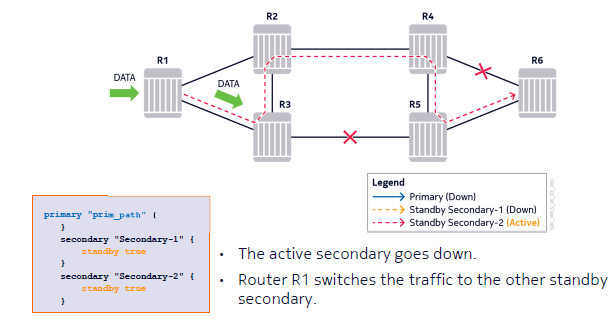 R2
R4
R1
R6
DATA
DATA
R3
R5
Legend
Primary (Down)
Standby Secondary-1 (Down)
Standby Secondary-2 (Active)
primary "prim_path" {
}
secondary "Secondary-1" {
standby true
}
secondary "Secondary-2" {
standby true
}
• The active secondary goes down.
• Router R1 switches the traffic to the other standby
secondary.